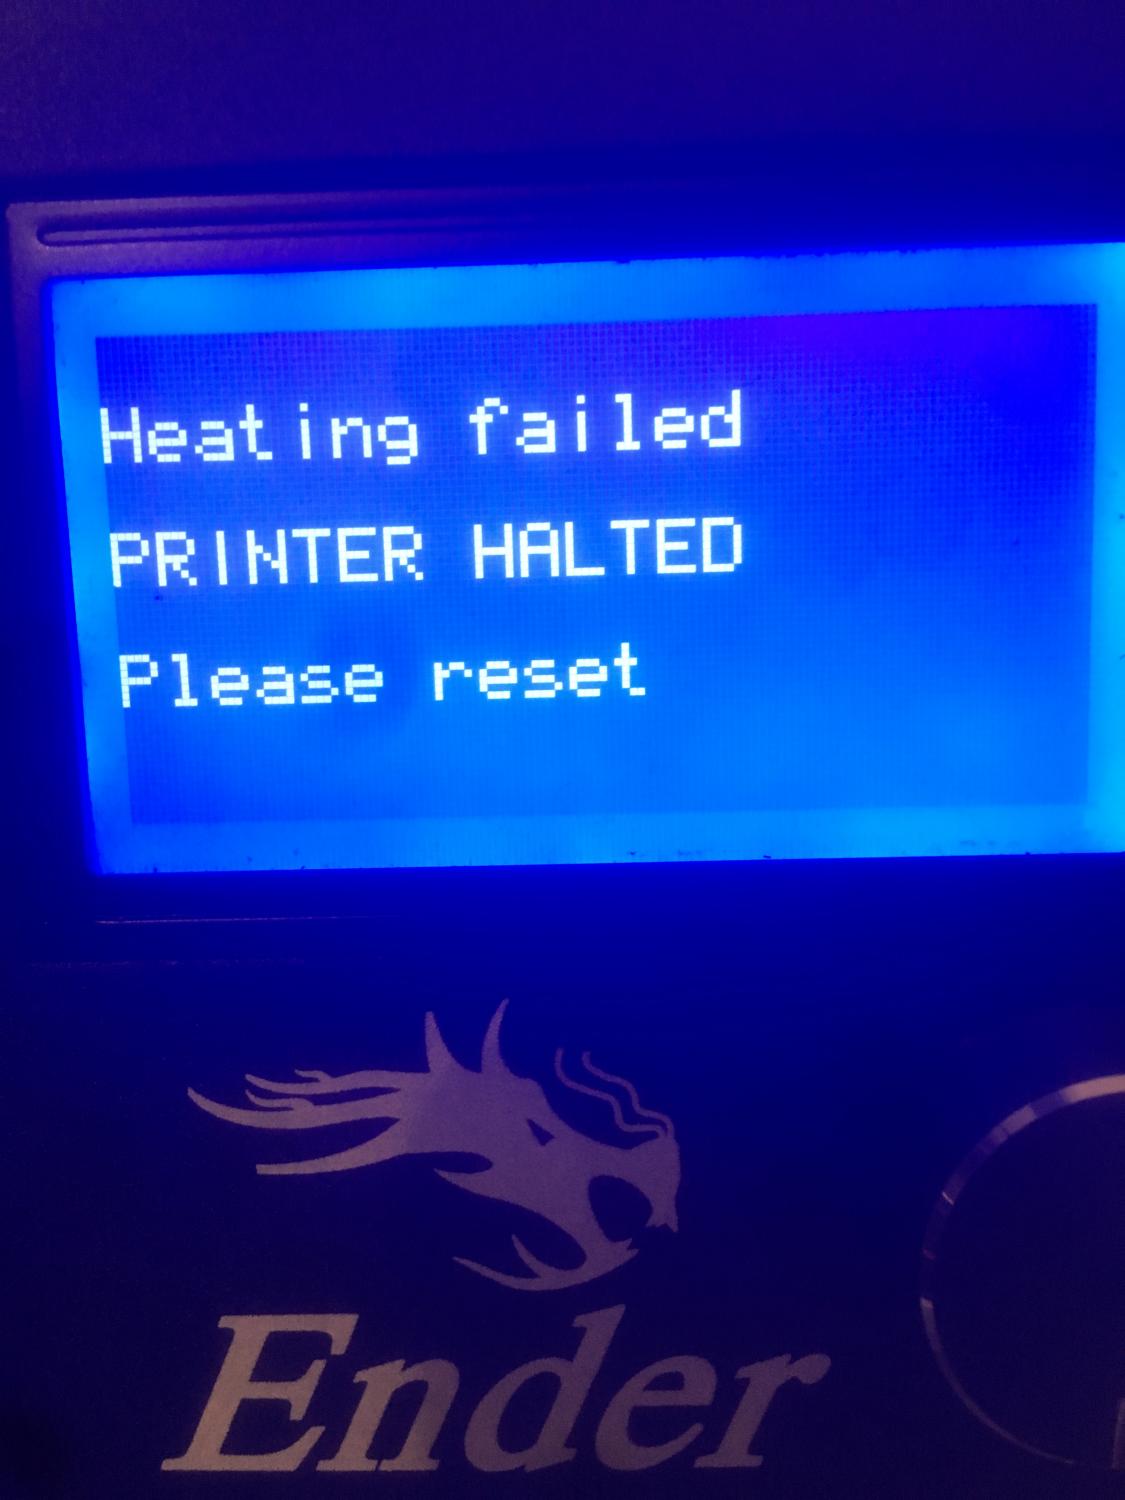 Heating failed
PRINTER HALTED
Please reset
Ender